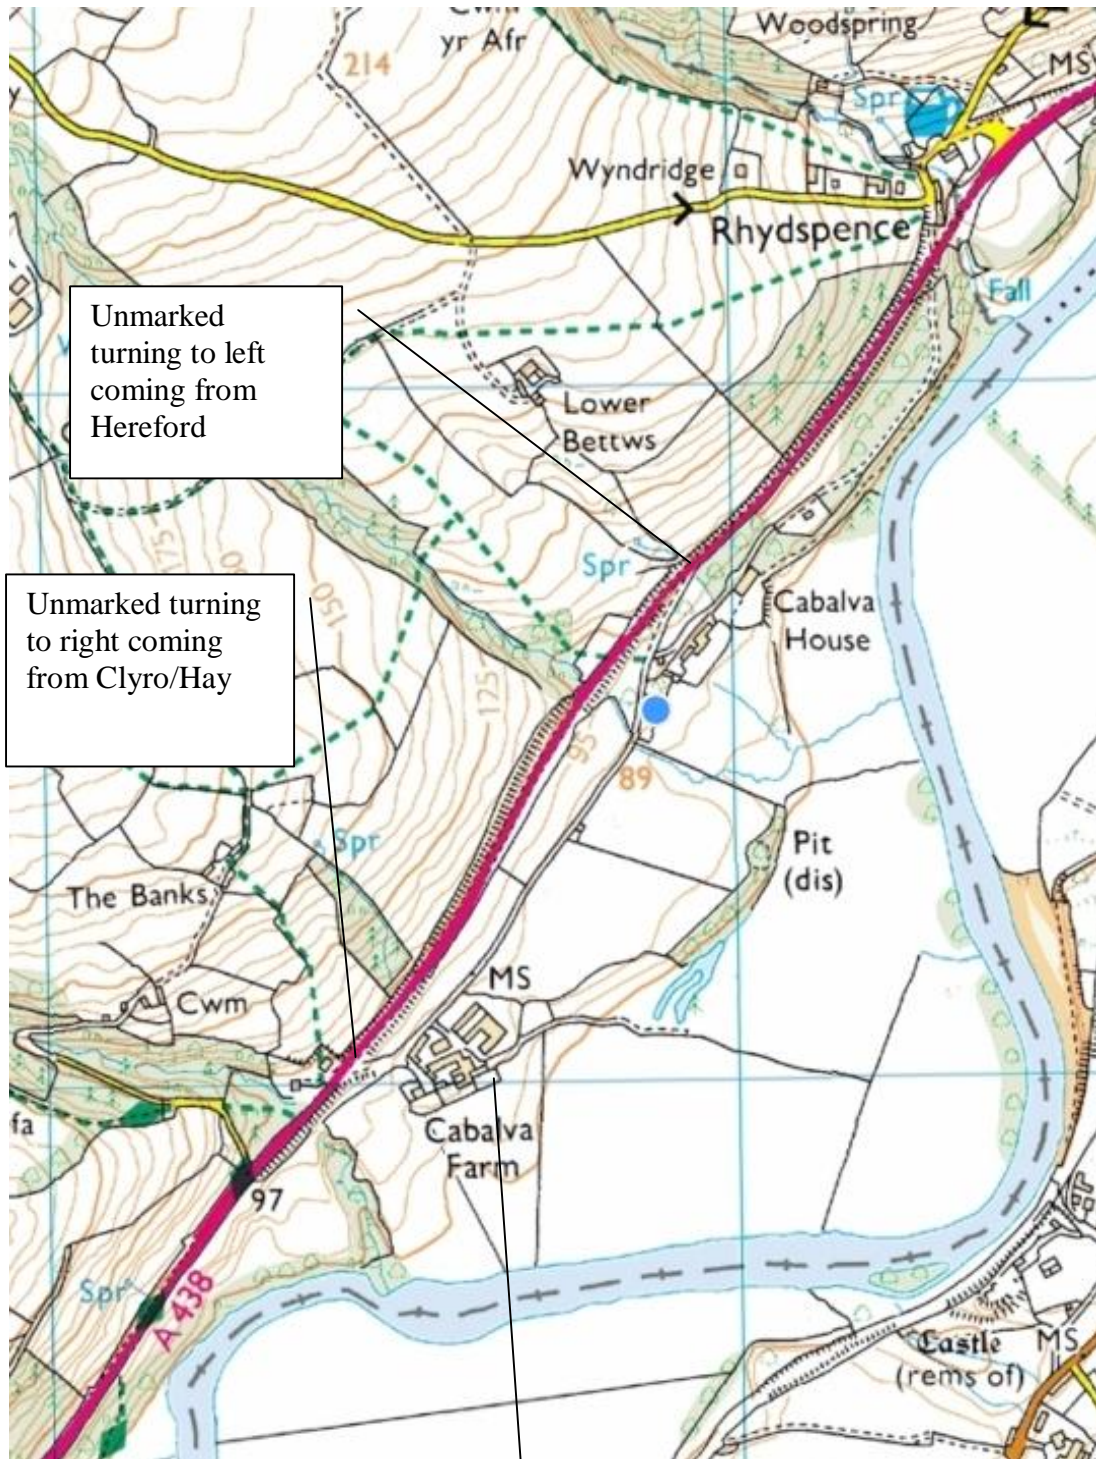 Woodspring
yr Afr
214
MS
Spr
Wyndridge
Rhydspence
Fall
Unmarked
turning to left
coming from
Hereford
Lower
Bettws
175
150
Spr
Unmarked turning
to right coming
from Clyro/Hay
Cabalva
House
125
95
89
Spr
Pit
(dis)
The Banks
MS
Cwm
fa
Cabalva
Farm
97
Spr
A 438
Castle
(rems of)
MS